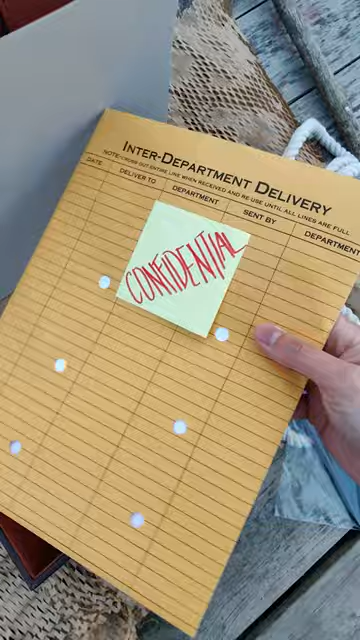 INTER-DEPARTMENT DELIVERY
NOTE: CROSS OUT ENTIRE LINE WHEN RECEIVED AND RE-USE UNTIL ALL LINES ARE FULL
DATE DELIVER TO DEPARTMENT SENT BY DEPARTMENT
CONFIDENTIAL